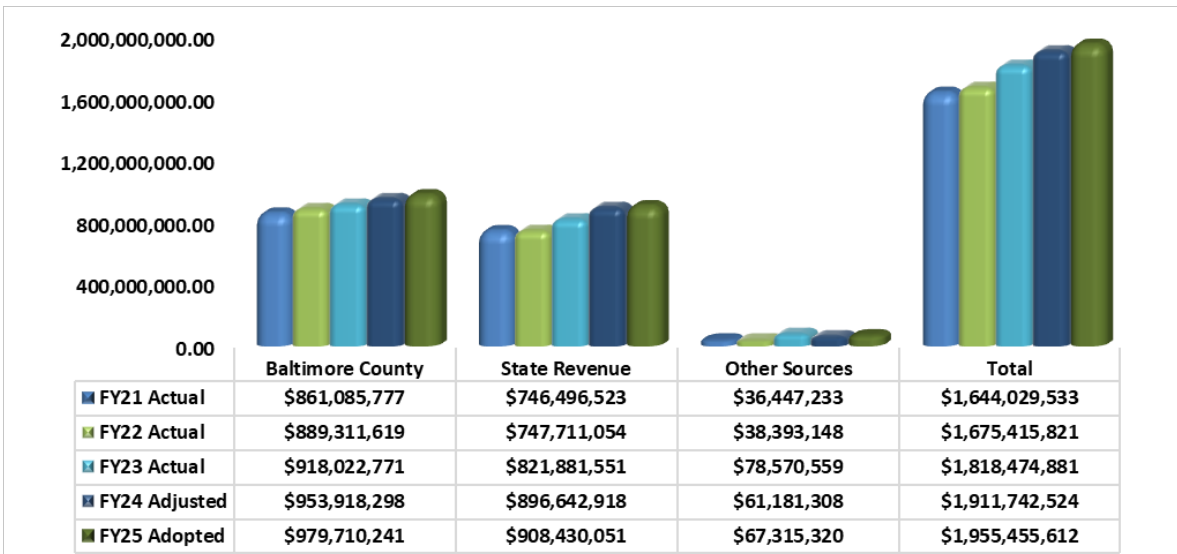 2,000,000,000.00
1,600,000,000.00
1,200,000,000.00
800,000,000.00
400,000,000.00
0.00
Baltimore County State Revenue Other Sources Total
FY21 Actual $861,085,777 $746,496,523 $36,447,233 $1,644,029,533
FY22 Actual $889,311,619 $747,711,054 $38,393,148 $1,675,415,821
FY23 Actual $918,022,771 $821,881,551 $78,570,559 $1,818,474,881
FY24 Adjusted $953,918,298 $896,642,918 $61,181,308 $1,911,742,524
FY25 Adopted $979,710,241 $908,430,051 $67,315,320 $1,955,455,612